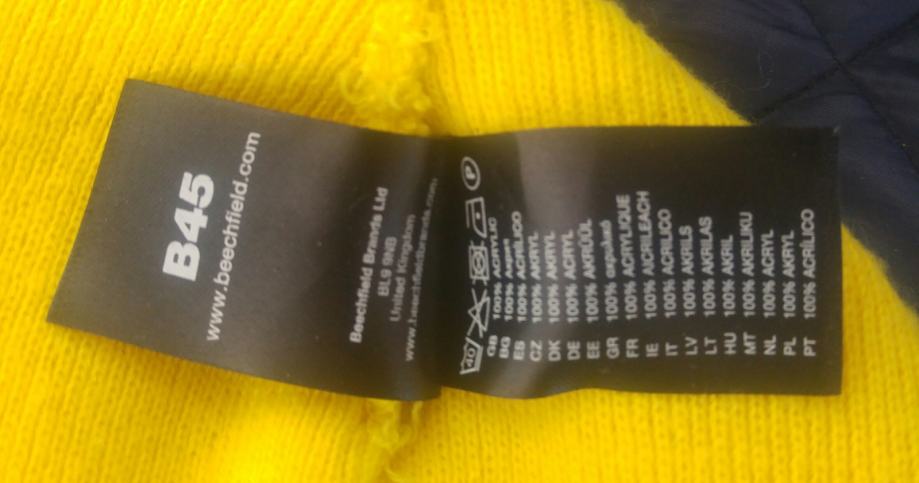 B45
www.beechfield.com
Beechfield Brands Ltd
BL9 9NB
United Kingdom
www.beechfieldbrands.com
40 P
GB 100% ACRYLIC
BG 100% Акрил
ES 100% ACRÍLICO
CZ 100% AKRYL
DK 100% AKRYL
DE 100% ACRYL
EE 100% AKRÜÜL
GR 100% ακρυλικό
FR 100% ACRYLIQUE
IE 100% AICRILEACH
IT 100% ACRILICO
LV 100% AKRILS
LT 100% AKRILAS
HU 100% AKRIL
MT 100% AKRILIKU
NL 100% ACRYL
PL 100% AKRYL
PT 100% ACRÍLICO